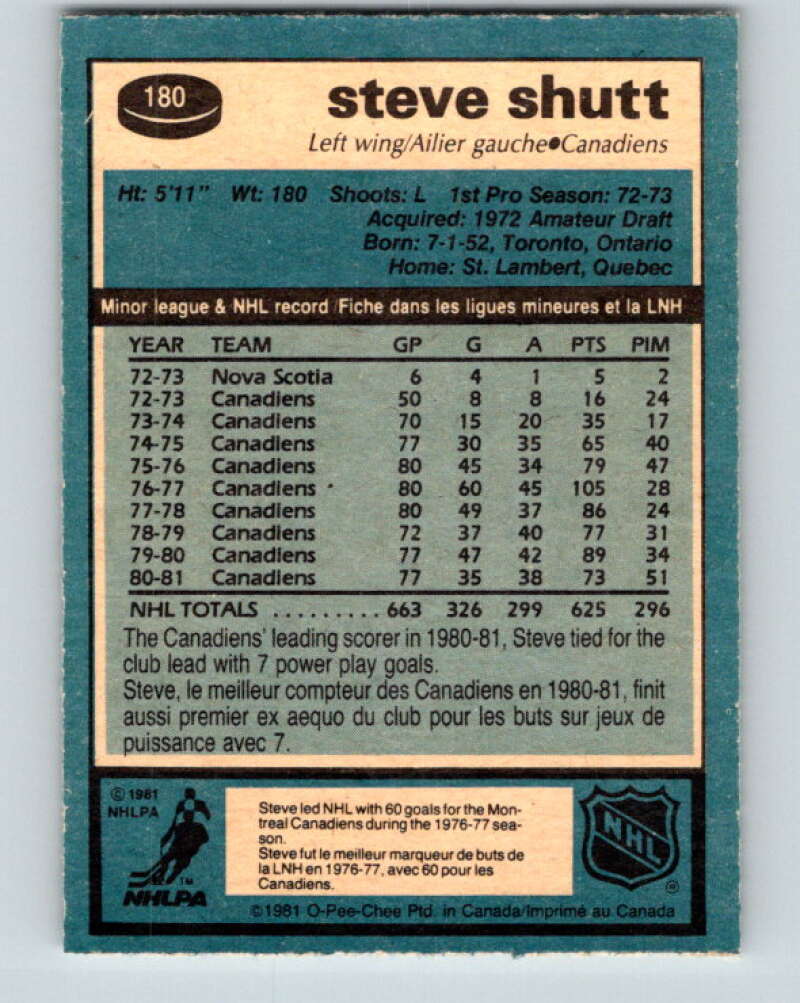 180
steve shutt
Left wing/Ailier gauche●Canadiens
Ht: 5'11" Wt: 180 Shoots: L 1st Pro Season: 72-73
Acquired: 1972 Amateur Draft
Born: 7-1-52, Toronto, Ontario
Home: St. Lambert, Quebec
Minor league & NHL record/Fiche dans les ligues mineures et la LNH
YEAR TEAM GP G A PTS PIM
72-73 Nova Scotia 6 4 1 5 2
72-73 Canadiens 50 8 8 16 24
73-74 Canadiens 70 15 20 35 17
74-75 Canadiens 77 30 35 65 40
75-76 Canadiens 80 45 34 79 47
76-77 Canadiens 80 60 45 105 28
77-78 Canadiens 80 49 37 86 24
78-79 Canadiens 72 37 40 77 31
79-80 Canadiens 77 47 42 89 34
80-81 Canadiens 77 35 38 73 51
NHL TOTALS ......... 663 326 299 625 296
The Canadiens' leading scorer in 1980-81, Steve tied for the
club lead with 7 power play goals.
Steve, le meilleur compteur des Canadiens en 1980-81, finit
aussi premier ex aequo du club pour les buts sur jeux de
puissance avec 7.
© 1981
NHLPA
TM
NHLPA
Steve led NHL with 60 goals for the Mon-
treal Canadiens during the 1976-77 sea-
son.
Steve fut le meilleur marqueur de buts de
la LNH en 1976-77, avec 60 pour les
Canadiens.
NHL
®
©1981 O-Pee-Chee Ptd. in Canada/Imprimé au Canada